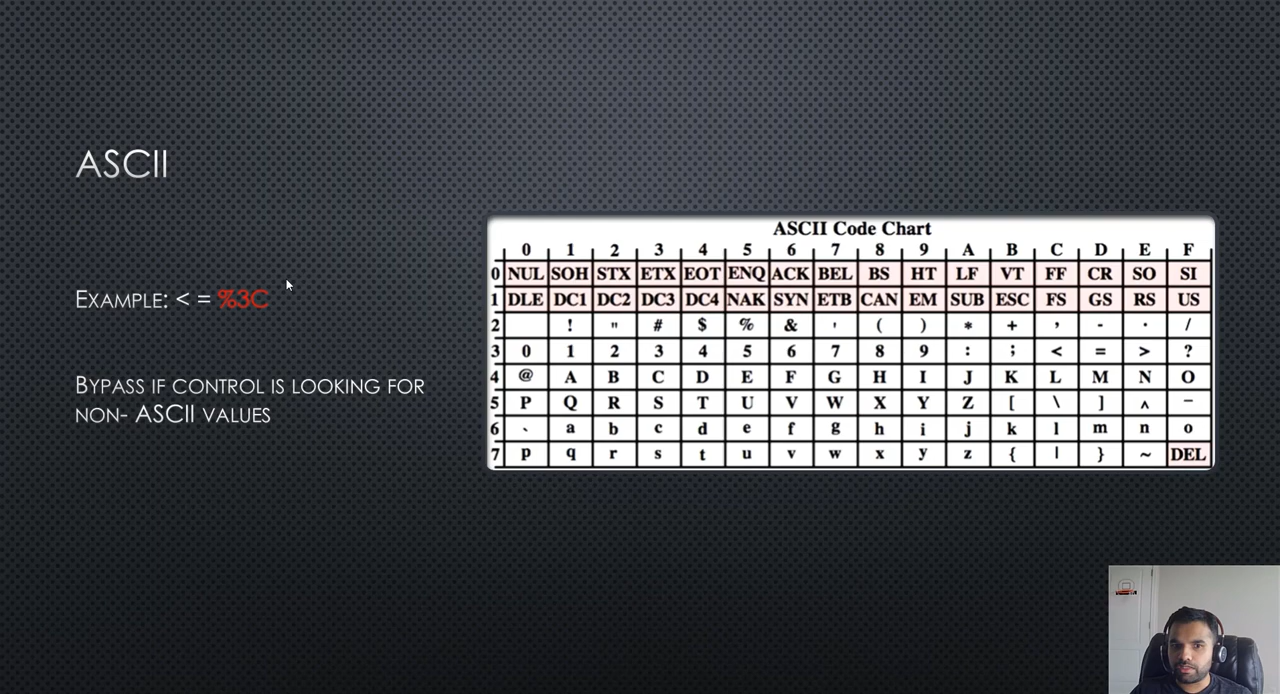 ASCII
EXAMPLE: < = %3C
BYPASS IF CONTROL IS LOOKING FOR
NON- ASCII VALUES
ASCII Code Chart
0 1 2 3 4 5 6 7 8 9 A B C D E F
0 NUL SOH STX ETX EOT ENQ ACK BEL BS HT LF VT FF CR SO SI
1 DLE DC1 DC2 DC3 DC4 NAK SYN ETB CAN EM SUB ESC FS GS RS US
2 ! " # $ % & ' ( ) * + , - . /
3 0 1 2 3 4 5 6 7 8 9 : ; < = > ?
4 @ A B C D E F G H I J K L M N O
5 P Q R S T U V W X Y Z [ \ ] ^ _
6 ` a b c d e f g h i j k l m n o
7 p q r s t u v w x y z { | } ~ DEL